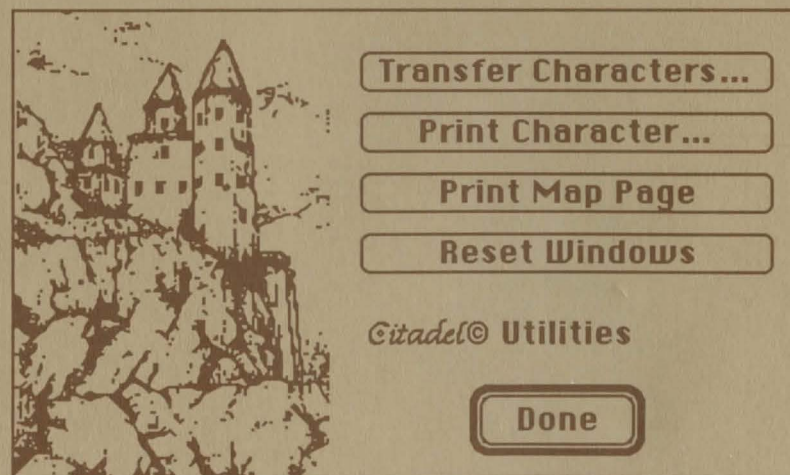 Transfer Characters...
Print Character...
Print Map Page
Reset Windows
Citadel© Utilities
Done